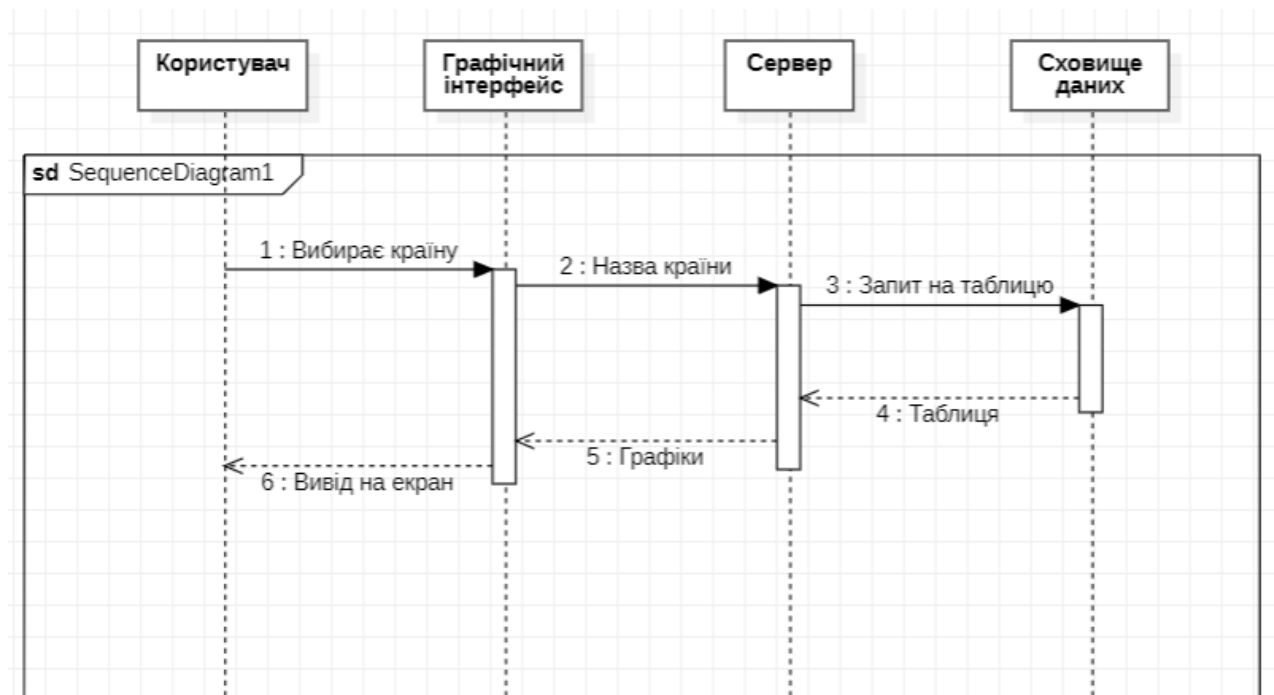 Користувач
Графічний
інтерфейс
Сервер
Сховище
даних
sd SequenceDiagram1
1 : Вибирає країну
2 : Назва країни
3 : Запит на таблицю
4 : Таблиця
5 : Графіки
6 : Вивід на екран